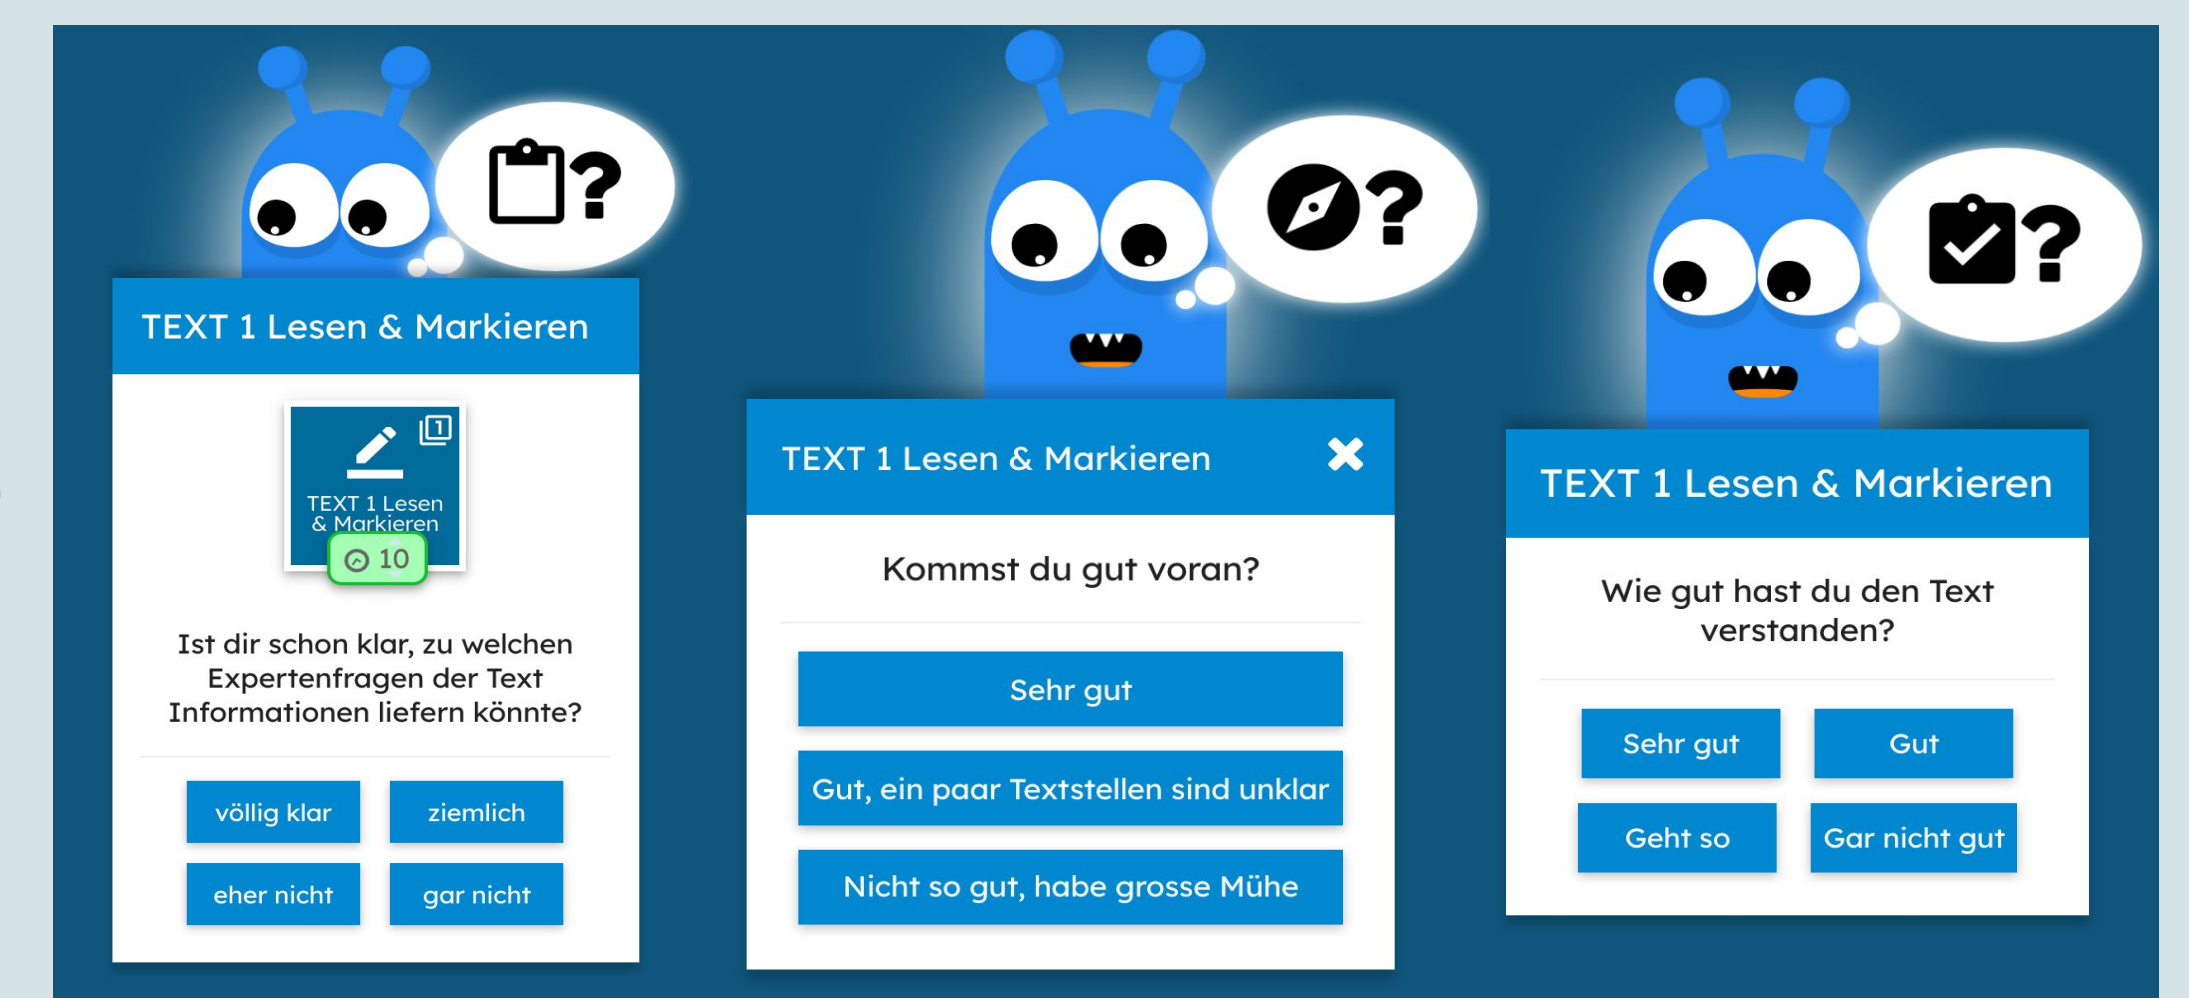 ?
TEXT 1 Lesen & Markieren
1
TEXT 1 Lesen
& Markieren
10
Ist dir schon klar, zu welchen
Expertenfragen der Text
Informationen liefern könnte?
völlig klar
ziemlich
eher nicht
gar nicht
?
TEXT 1 Lesen & Markieren
Kommst du gut voran?
Sehr gut
Gut, ein paar Textstellen sind unklar
Nicht so gut, habe grosse Mühe
?
TEXT 1 Lesen & Markieren
Wie gut hast du den Text
verstanden?
Sehr gut
Gut
Geht so
Gar nicht gut